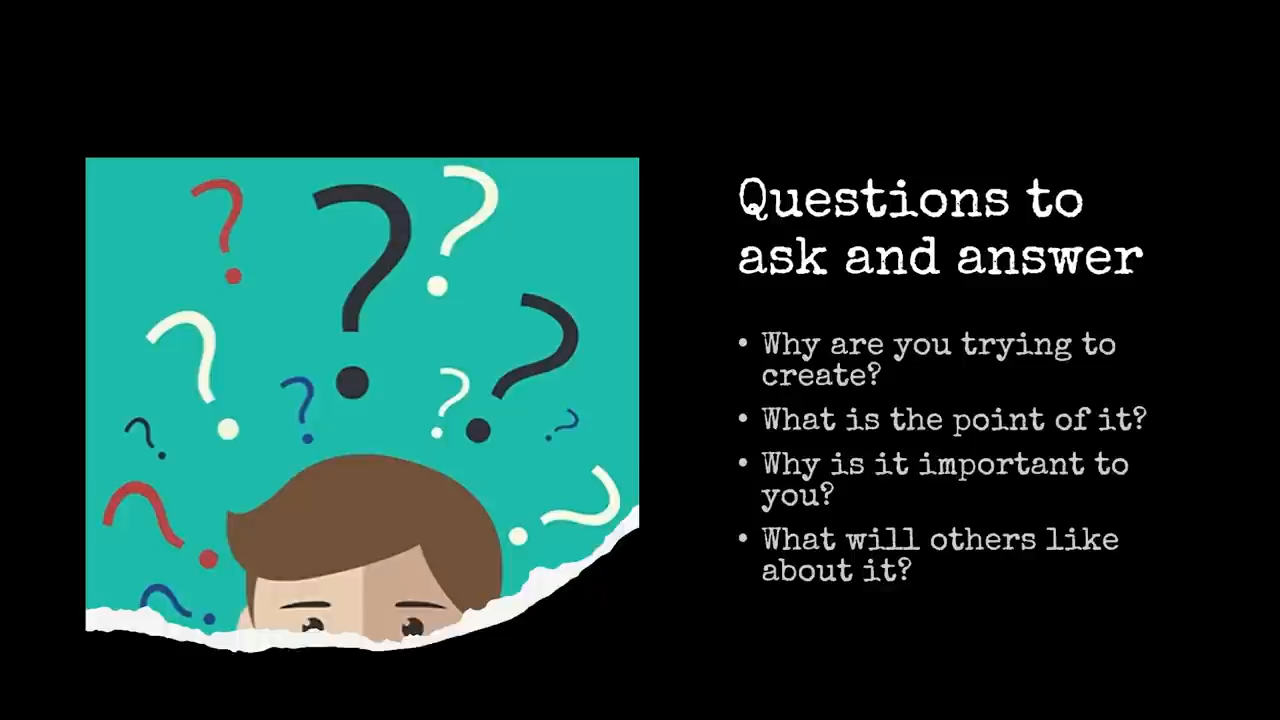 Questions to
ask and answer
• Why are you trying to
create?
• What is the point of it?
• Why is it important to
you?
• What will others like
about it?